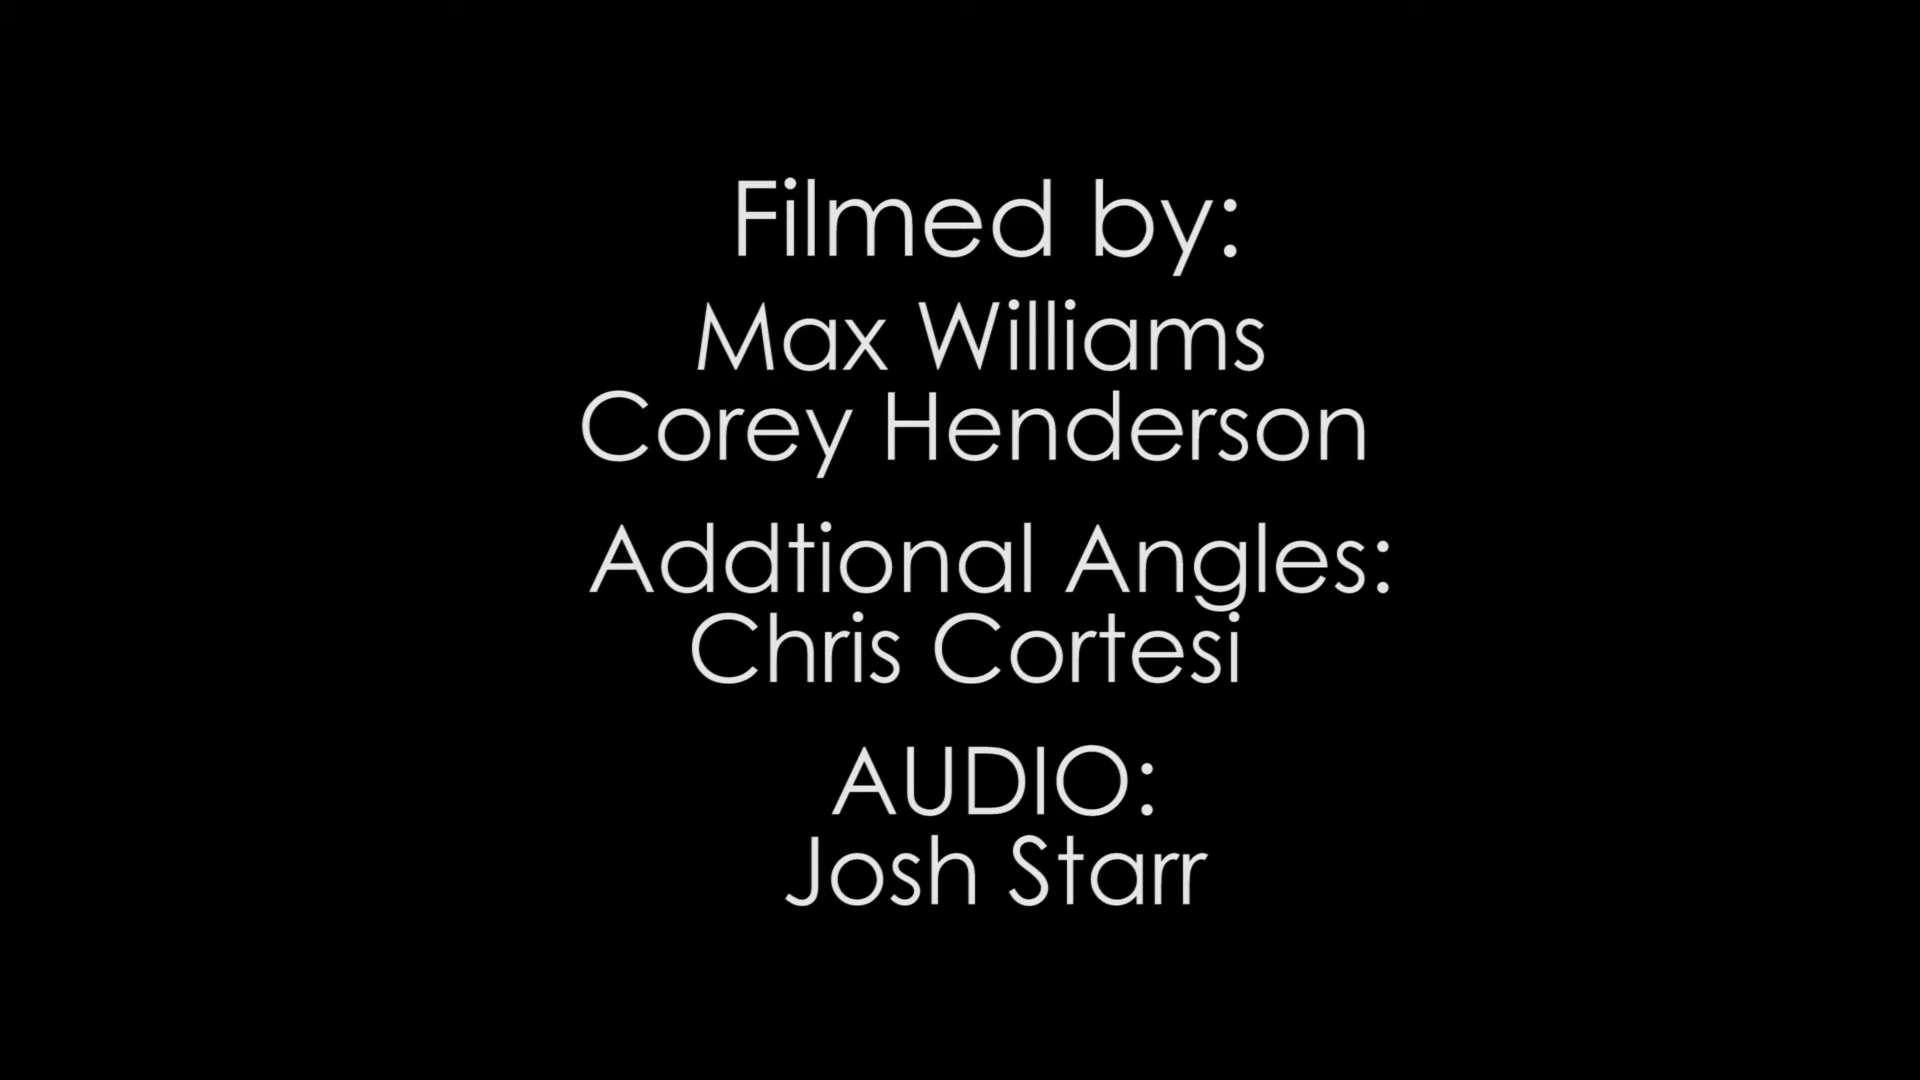 Filmed by:
Max Williams
Corey Henderson
Addtional Angles:
Chris Cortesi
AUDIO:
Josh Starr